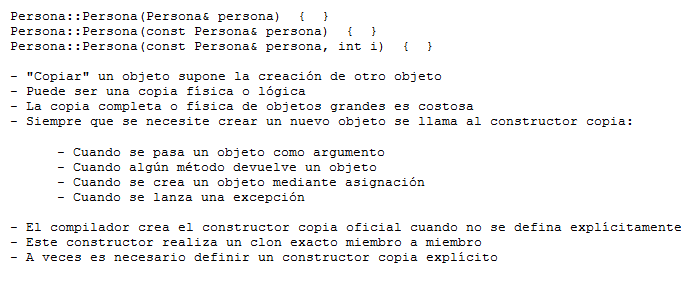 Persona::Persona(Persona& persona)  {  }
Persona::Persona(const Persona& persona)  {  }
Persona::Persona(const Persona& persona, int i)  {  }
- "Copiar" un objeto supone la creación de otro objeto
- Puede ser una copia física o lógica
- La copia completa o física de objetos grandes es costosa
- Siempre que se necesite crear un nuevo objeto se llama al constructor copia:
- Cuando se pasa un objeto como argumento
- Cuando algún método devuelve un objeto
- Cuando se crea un objeto mediante asignación
- Cuando se lanza una excepción
- El compilador crea el constructor copia oficial cuando no se defina explícitamente
- Este constructor realiza un clon exacto miembro a miembro
- A veces es necesario definir un constructor copia explícito